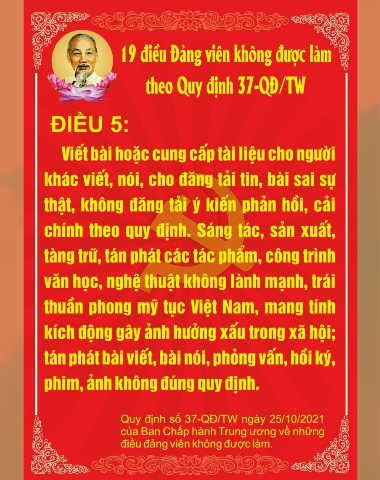 19 điều Đảng viên không được làm
theo Quy định 37-QĐ/TW
ĐIỀU 5:
Viết bài hoặc cung cấp tài liệu cho người
khác viết, nói, cho đăng tải tin, bài sai sự
thật, không đăng tải ý kiến phản hồi, cải
chính theo quy định. Sáng tác, sản xuất,
tàng trữ, tán phát các tác phẩm, công trình
văn học, nghệ thuật không lành mạnh, trái
thuần phong mỹ tục Việt Nam, mang tính
kích động gây ảnh hưởng xấu trong xã hội;
tán phát bài viết, bài nói, phỏng vấn, hồi ký,
phim, ảnh không đúng quy định.
Quy định số 37-QĐ/TW ngày 25/10/2021
của Ban Chấp hành Trung ương về những
điều đảng viên không được làm.